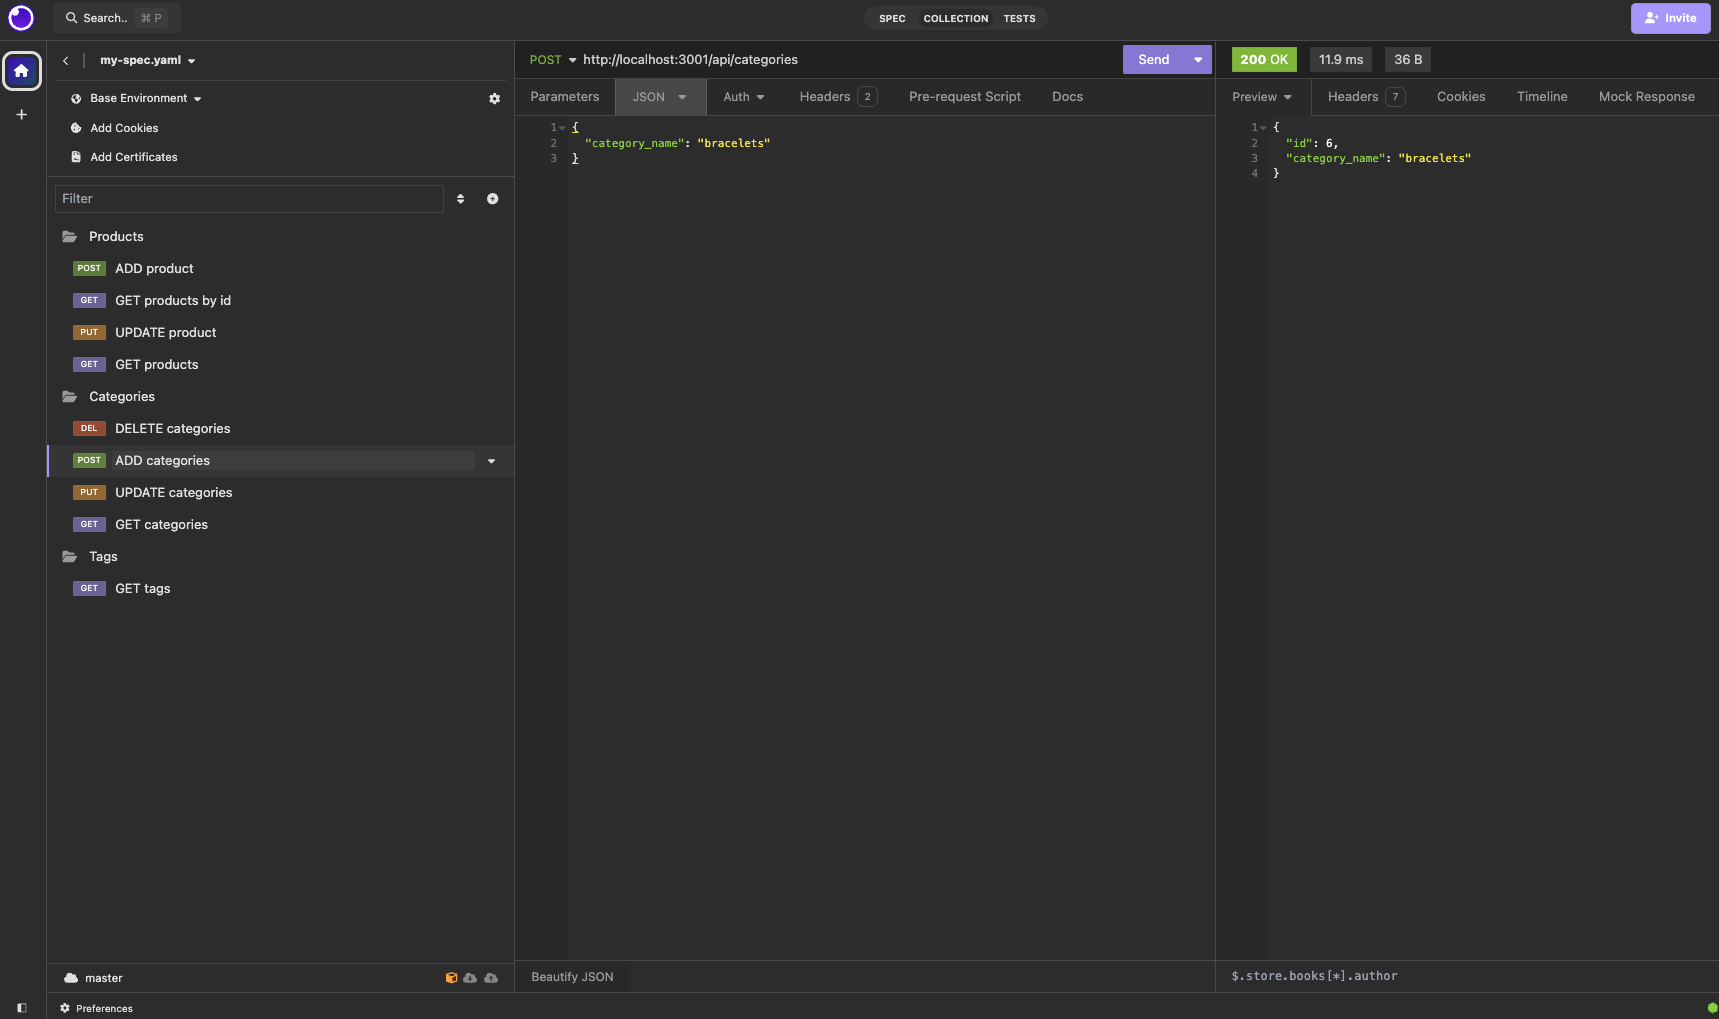 Search.. ⌘ P
SPEC COLLECTION TESTS
Invite
my-spec.yaml
Base Environment
Add Cookies
Add Certificates
Filter
Products
POST ADD product
GET GET products by id
PUT UPDATE product
GET GET products
Categories
DEL DELETE categories
POST ADD categories
PUT UPDATE categories
GET GET categories
Tags
GET GET tags
master
Preferences
POST http://localhost:3001/api/categories Send
Parameters JSON Auth Headers 2 Pre-request Script Docs
1 {
2 "category_name": "bracelets"
3 }
Beautify JSON
200 OK 11.9 ms 36 B
Preview Headers 7 Cookies Timeline Mock Response
1 {
2 "id": 6,
3 "category_name": "bracelets"
4 }
$.store.books[*].author